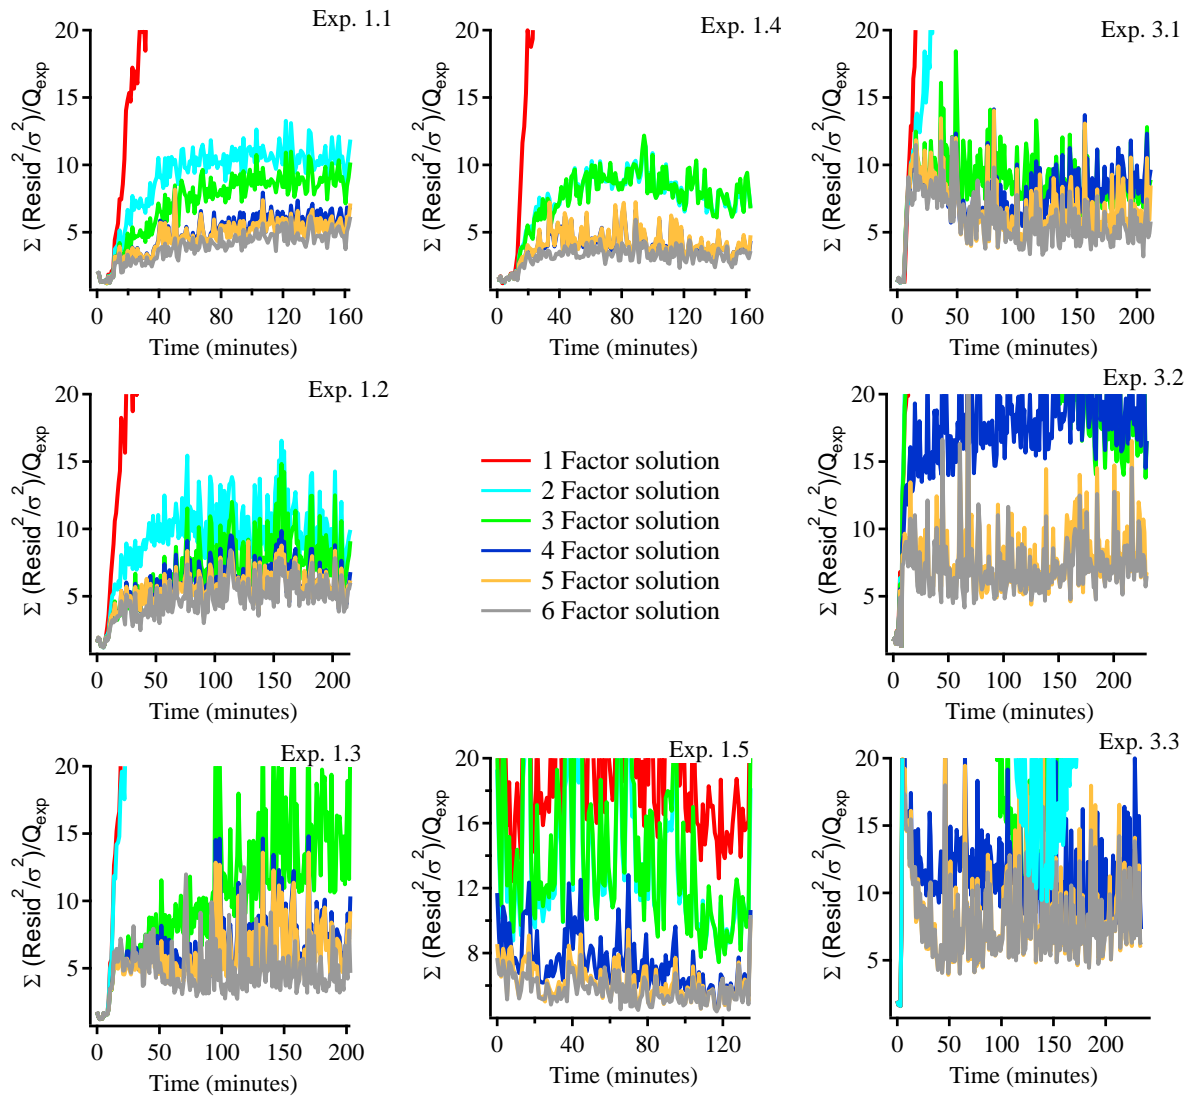 Exp. 1.1
Σ (Resid²/σ²)/Q_exp
20
15
10
5
0 40 80 120 160
Time (minutes)
Exp. 1.4
Σ (Resid²/σ²)/Q_exp
20
15
10
5
0 40 80 120 160
Time (minutes)
Exp. 3.1
Σ (Resid²/σ²)/Q_exp
20
15
10
5
0 50 100 150 200
Time (minutes)
Exp. 1.2
Σ (Resid²/σ²)/Q_exp
20
15
10
5
0 50 100 150 200
Time (minutes)
1 Factor solution
2 Factor solution
3 Factor solution
4 Factor solution
5 Factor solution
6 Factor solution
Exp. 3.2
Σ (Resid²/σ²)/Q_exp
20
15
10
5
0 50 100 150 200
Time (minutes)
Exp. 1.3
Σ (Resid²/σ²)/Q_exp
20
15
10
5
0 50 100 150 200
Time (minutes)
Exp. 1.5
Σ (Resid²/σ²)/Q_exp
20
16
12
8
0 40 80 120
Time (minutes)
Exp. 3.3
Σ (Resid²/σ²)/Q_exp
20
15
10
5
0 50 100 150 200
Time (minutes)